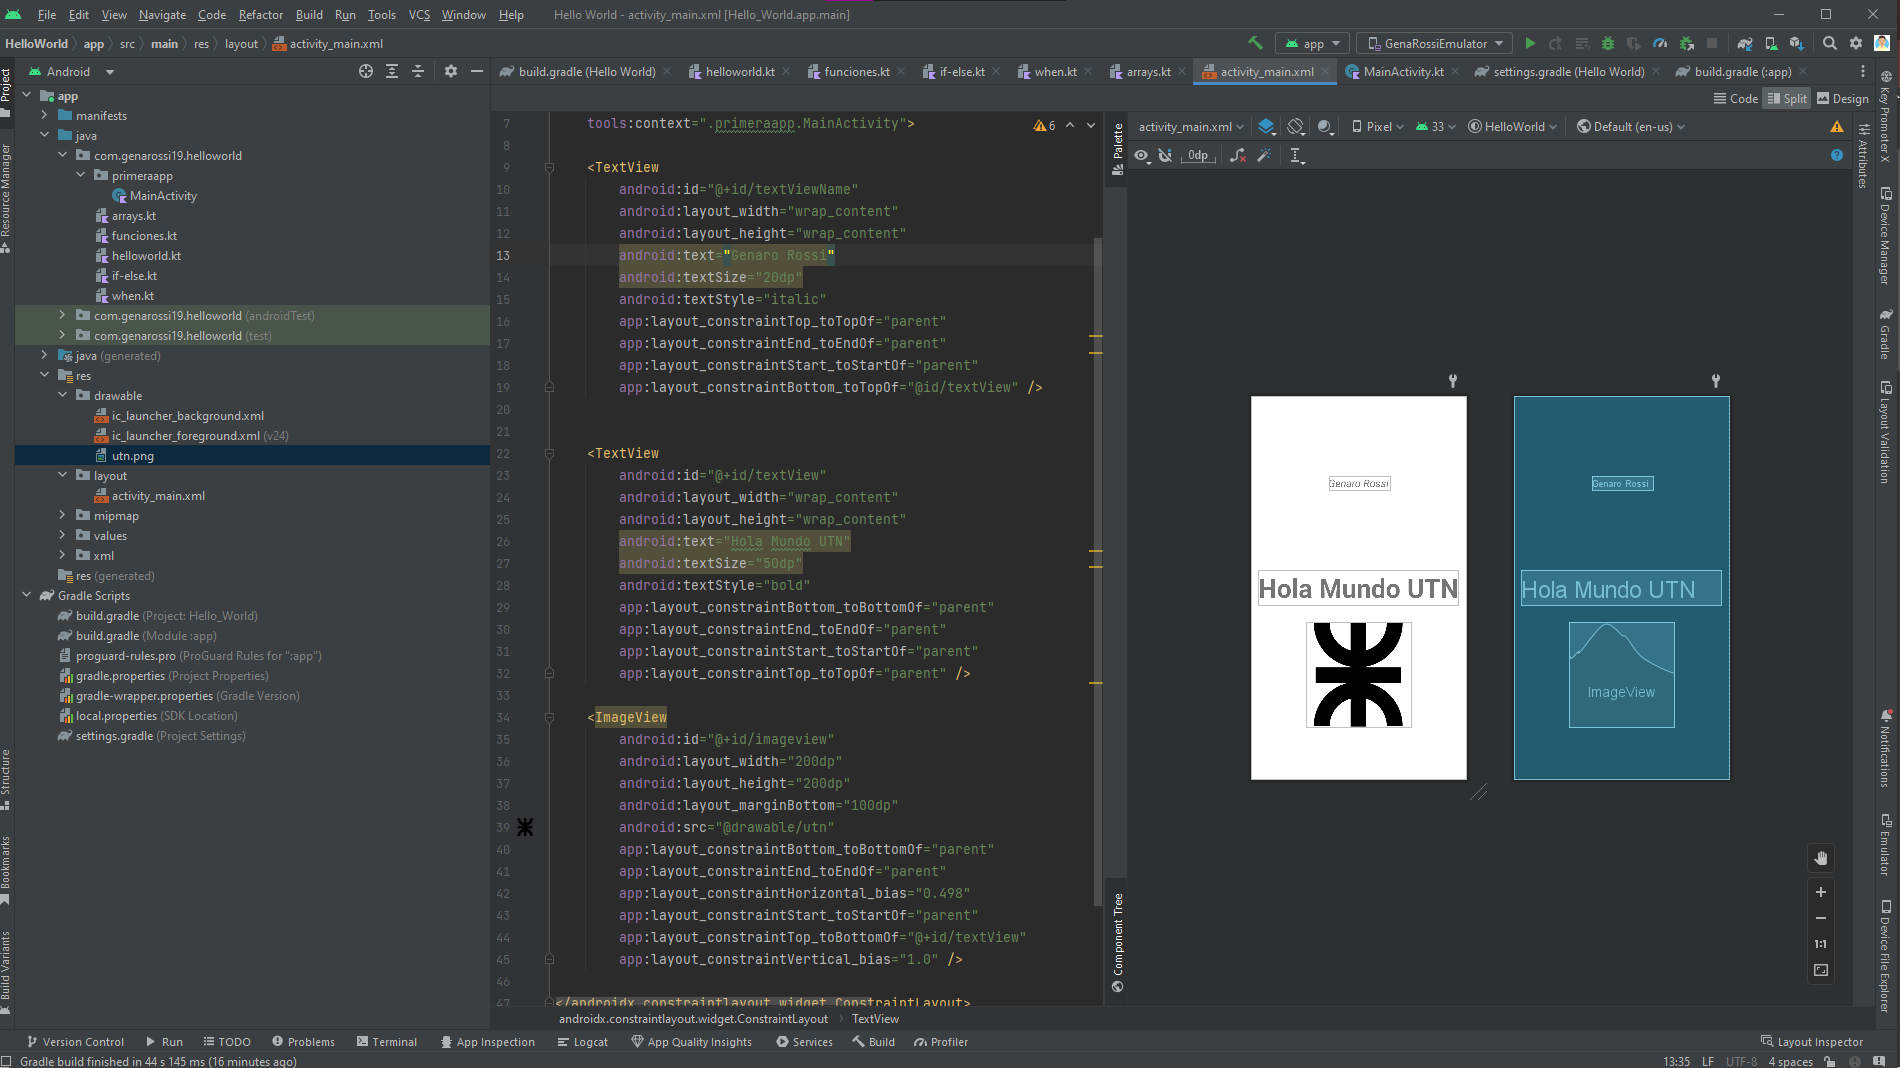 File Edit View Navigate Code Refactor Build Run Tools VCS Window Help Hello World - activity_main.xml [Hello_World.app.main]
HelloWorld app src main res layout activity_main.xml app GenaRossiEmulator
Project
Android
build.gradle (Hello World) helloworld.kt funciones.kt if-else.kt when.kt arrays.kt activity_main.xml MainActivity.kt settings.gradle (Hello World) build.gradle (:app)
Code Split Design
app
manifests
java
com.genarossi19.helloworld
primeraapp
MainActivity
arrays.kt
funciones.kt
helloworld.kt
if-else.kt
when.kt
com.genarossi19.helloworld (androidTest)
com.genarossi19.helloworld (test)
java (generated)
res
drawable
ic_launcher_background.xml
ic_launcher_foreground.xml (v24)
utn.png
layout
activity_main.xml
mipmap
values
xml
res (generated)
Gradle Scripts
build.gradle (Project: Hello_World)
build.gradle (Module :app)
proguard-rules.pro (ProGuard Rules for ":app")
gradle.properties (Project Properties)
gradle-wrapper.properties (Gradle Version)
local.properties (SDK Location)
settings.gradle (Project Settings)
Resource Manager
Structure
Bookmarks
Build Variants
7 tools:context=".primeraapp.MainActivity">
6
8
9 <TextView
10 android:id="@+id/textViewName"
11 android:layout_width="wrap_content"
12 android:layout_height="wrap_content"
13 android:text="Genaro Rossi"
14 android:textSize="20dp"
15 android:textStyle="italic"
16 app:layout_constraintTop_toTopOf="parent"
17 app:layout_constraintEnd_toEndOf="parent"
18 app:layout_constraintStart_toStartOf="parent"
19 app:layout_constraintBottom_toTopOf="@id/textView" />
20
21
22 <TextView
23 android:id="@+id/textView"
24 android:layout_width="wrap_content"
25 android:layout_height="wrap_content"
26 android:text="Hola Mundo UTN"
27 android:textSize="50dp"
28 android:textStyle="bold"
29 app:layout_constraintBottom_toBottomOf="parent"
30 app:layout_constraintEnd_toEndOf="parent"
31 app:layout_constraintStart_toStartOf="parent"
32 app:layout_constraintTop_toTopOf="parent" />
33
34 <ImageView
35 android:id="@+id/imageview"
36 android:layout_width="200dp"
37 android:layout_height="200dp"
38 android:layout_marginBottom="100dp"
39 android:src="@drawable/utn"
40 app:layout_constraintBottom_toBottomOf="parent"
41 app:layout_constraintEnd_toEndOf="parent"
42 app:layout_constraintHorizontal_bias="0.498"
43 app:layout_constraintStart_toStartOf="parent"
44 app:layout_constraintTop_toBottomOf="@+id/textView"
45 app:layout_constraintVertical_bias="1.0" />
46
47 </androidx.constraintlayout.widget.ConstraintLayout>
androidx.constraintlayout.widget.ConstraintLayout TextView
Palette
Component Tree
activity_main.xml Pixel 33 HelloWorld Default (en-us)
0dp
Genaro Rossi
Hola Mundo UTN
Genaro Rossi
Hola Mundo UTN
ImageView
1:1
Attributes
Key Promoter X
Device Manager
Gradle
Layout Validation
Notifications
Emulator
Device File Explorer
Version Control Run TODO Problems Terminal App Inspection Logcat App Quality Insights Services Build Profiler Layout Inspector
Gradle build finished in 44 s 145 ms (16 minutes ago) 13:35 LF UTF-8 4 spaces